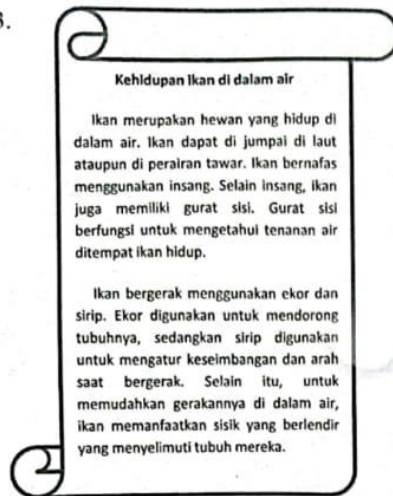 3.
Kehidupan Ikan di dalam air
Ikan merupakan hewan yang hidup di
dalam air. Ikan dapat di jumpai di laut
ataupun di perairan tawar. Ikan bernafas
menggunakan insang. Selain insang, ikan
juga memiliki gurat sisi. Gurat sisi
berfungsi untuk mengetahui tenanan air
ditempat ikan hidup.
Ikan bergerak menggunakan ekor dan
sirip. Ekor digunakan untuk mendorong
tubuhnya, sedangkan sirip digunakan
untuk mengatur keseimbangan dan arah
saat bergerak. Selain itu, untuk
memudahkan gerakannya di dalam air,
ikan memanfaatkan sisik yang berlendir
yang menyelimuti tubuh mereka.